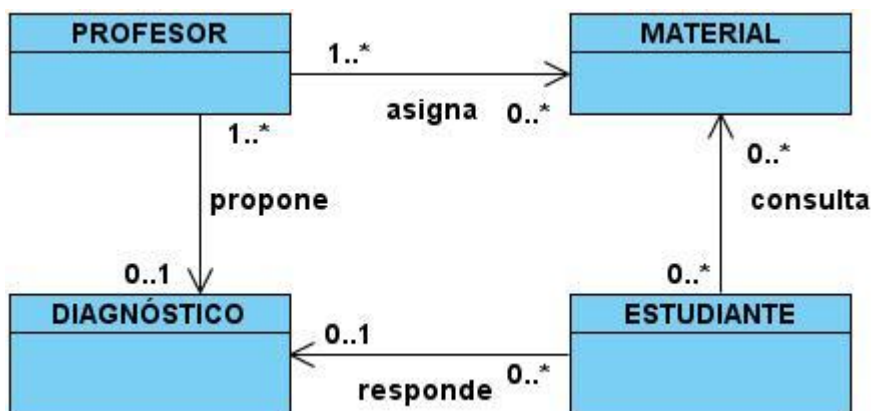 PROFESOR
MATERIAL
1..*
asigna
0..*
1..*
propone
0..1
0..*
consulta
0..*
DIAGNÓSTICO
ESTUDIANTE
0..1
responde
0..*